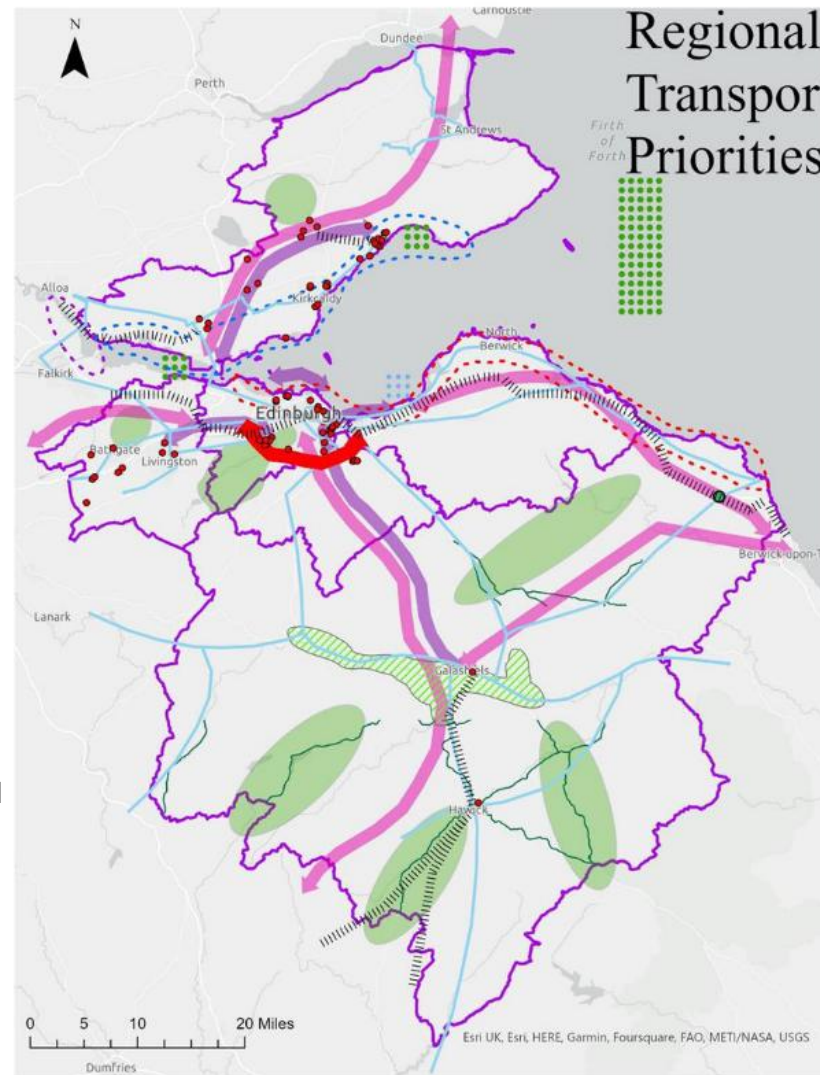 Regional
Transpor
Priorities
N
Carnoustie
Dundee
Perth
St Andrews
Firth
of
Forth
Kirkcaldy
Alloa
North
Berwick
Falkirk
Edinburgh
Bathgate
Livingston
Berwick-upon-T
Lanark
Galashiels
Hawick
0 5 10 20 Miles
Esri UK, Esri, HERE, Garmin, Foursquare, FAO, METI/NASA, USGS
Dumfries